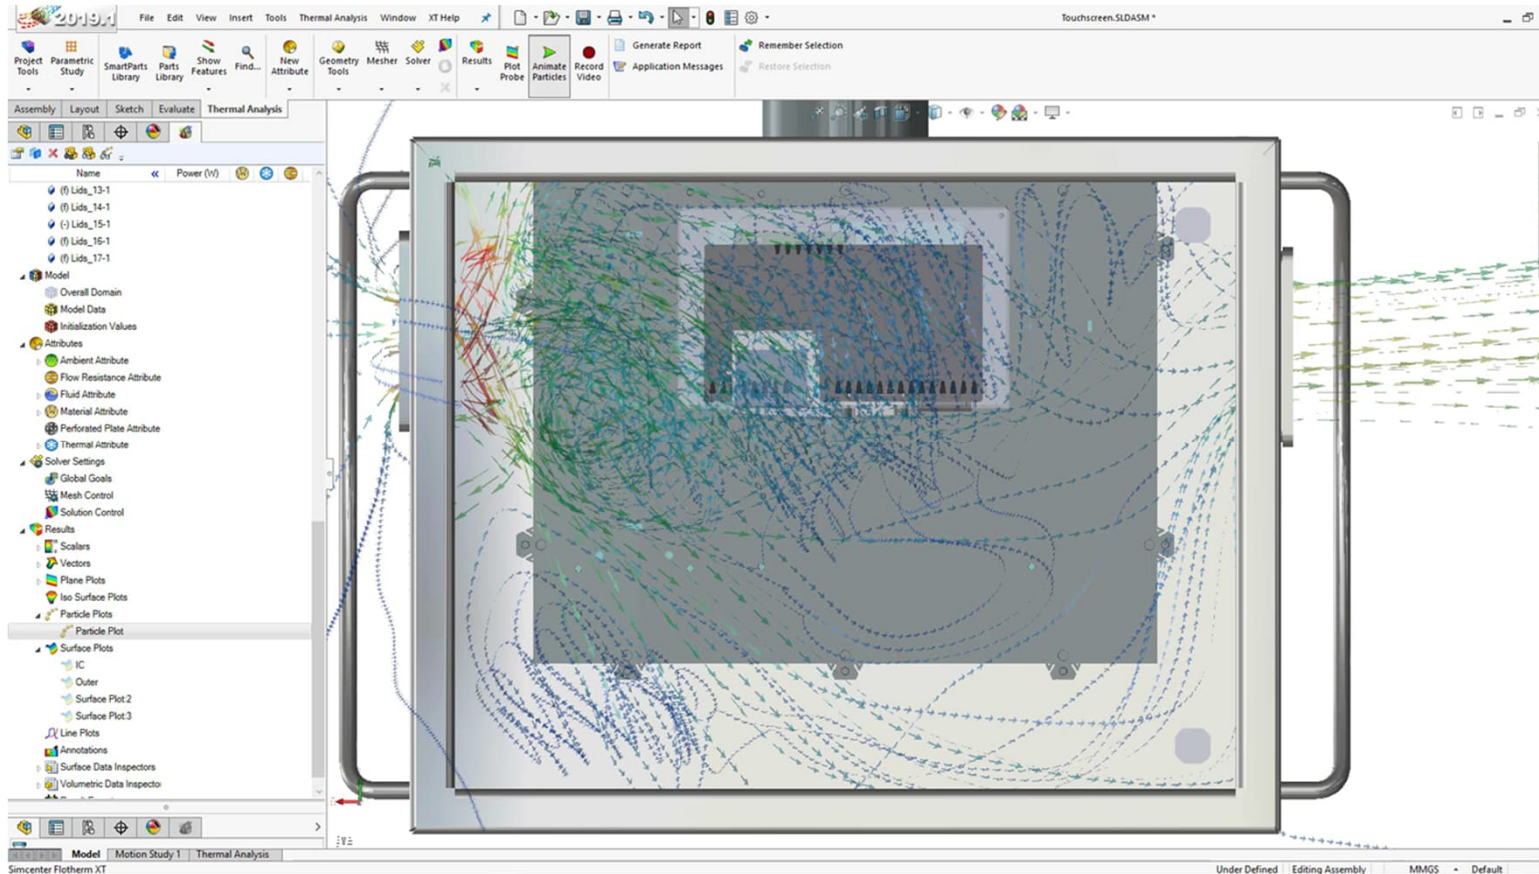 2019.1 File Edit View Insert Tools Thermal Analysis Window XT Help Touchscreen.SLDASM *
Project Tools
Parametric Study
SmartParts Library
Parts Library
Show Features
Find...
New Attribute
Geometry Tools
Mesher
Solver
Results
Plot Probe
Animate Particles
Record Video
Generate Report
Application Messages
Remember Selection
Restore Selection
Assembly Layout Sketch Evaluate Thermal Analysis
Name « Power (W)
(f) Lids_13-1
(f) Lids_14-1
(-) Lids_15-1
(f) Lids_16-1
(f) Lids_17-1
Model
Overall Domain
Model Data
Initialization Values
Attributes
Ambient Attribute
Flow Resistance Attribute
Fluid Attribute
Material Attribute
Perforated Plate Attribute
Thermal Attribute
Solver Settings
Global Goals
Mesh Control
Solution Control
Results
Scalars
Vectors
Plane Plots
Iso Surface Plots
Particle Plots
Particle Plot
Surface Plots
IC
Outer
Surface Plot:2
Surface Plot:3
Line Plots
Annotations
Surface Data Inspectors
Volumetric Data Inspector
Model Motion Study 1 Thermal Analysis
Simcenter Flotherm XT Under Defined Editing Assembly MMGS Default